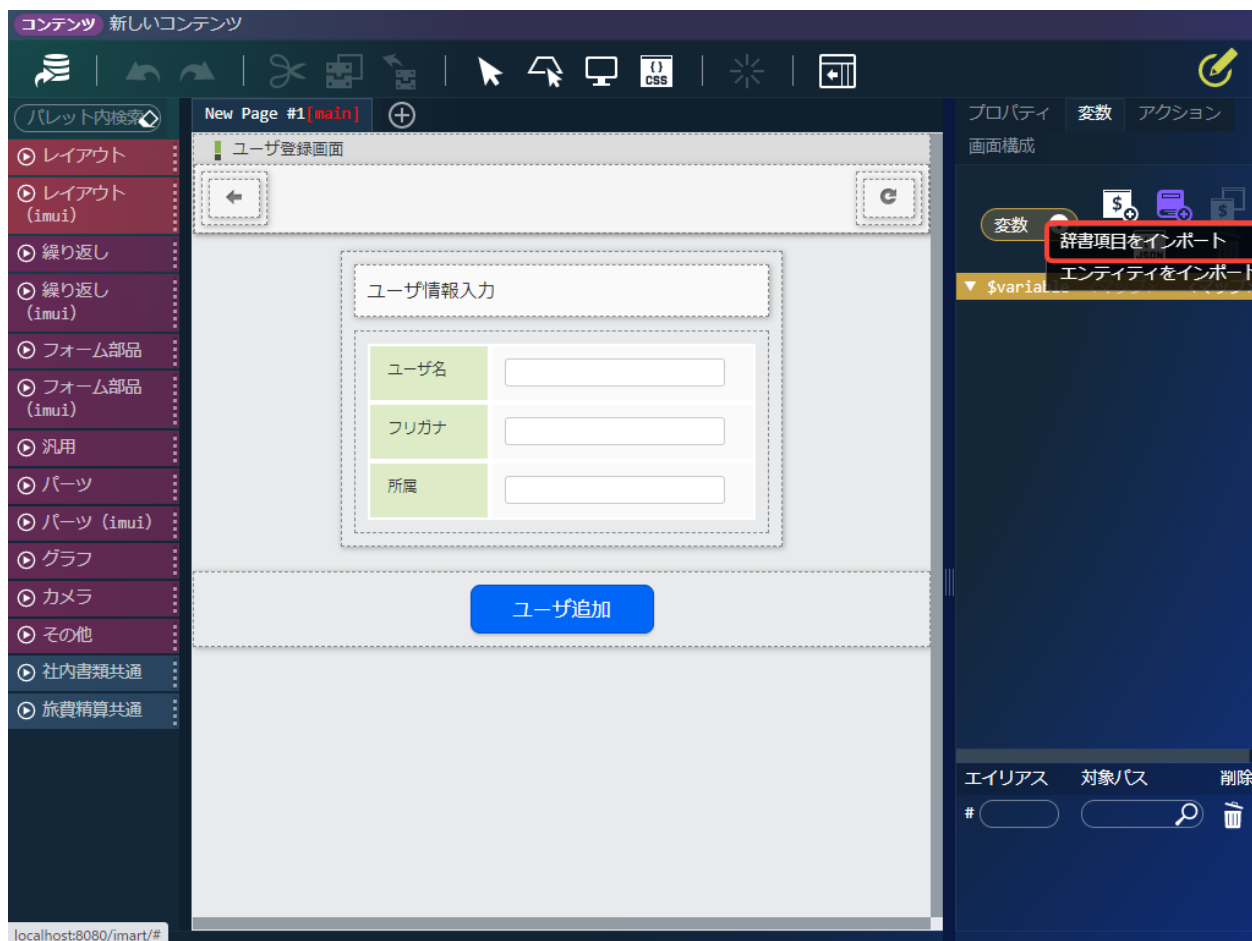 コンテンツ 新しいコンテンツ
{}
CSS
パレット内検索
New Page #1[main]
プロパティ 変数 アクション
画面構成
レイアウト
レイアウト
(imui)
繰り返し
繰り返し
(imui)
フォーム部品
フォーム部品
(imui)
汎用
パーツ
パーツ (imui)
グラフ
カメラ
その他
社内書類共通
旅費精算共通
ユーザ登録画面
ユーザ情報入力
ユーザ名
フリガナ
所属
ユーザ追加
変数
$
$
辞書項目をインポート
エンティティをインポート
エイリアス 対象パス 削除
#
localhost:8080/imart/#